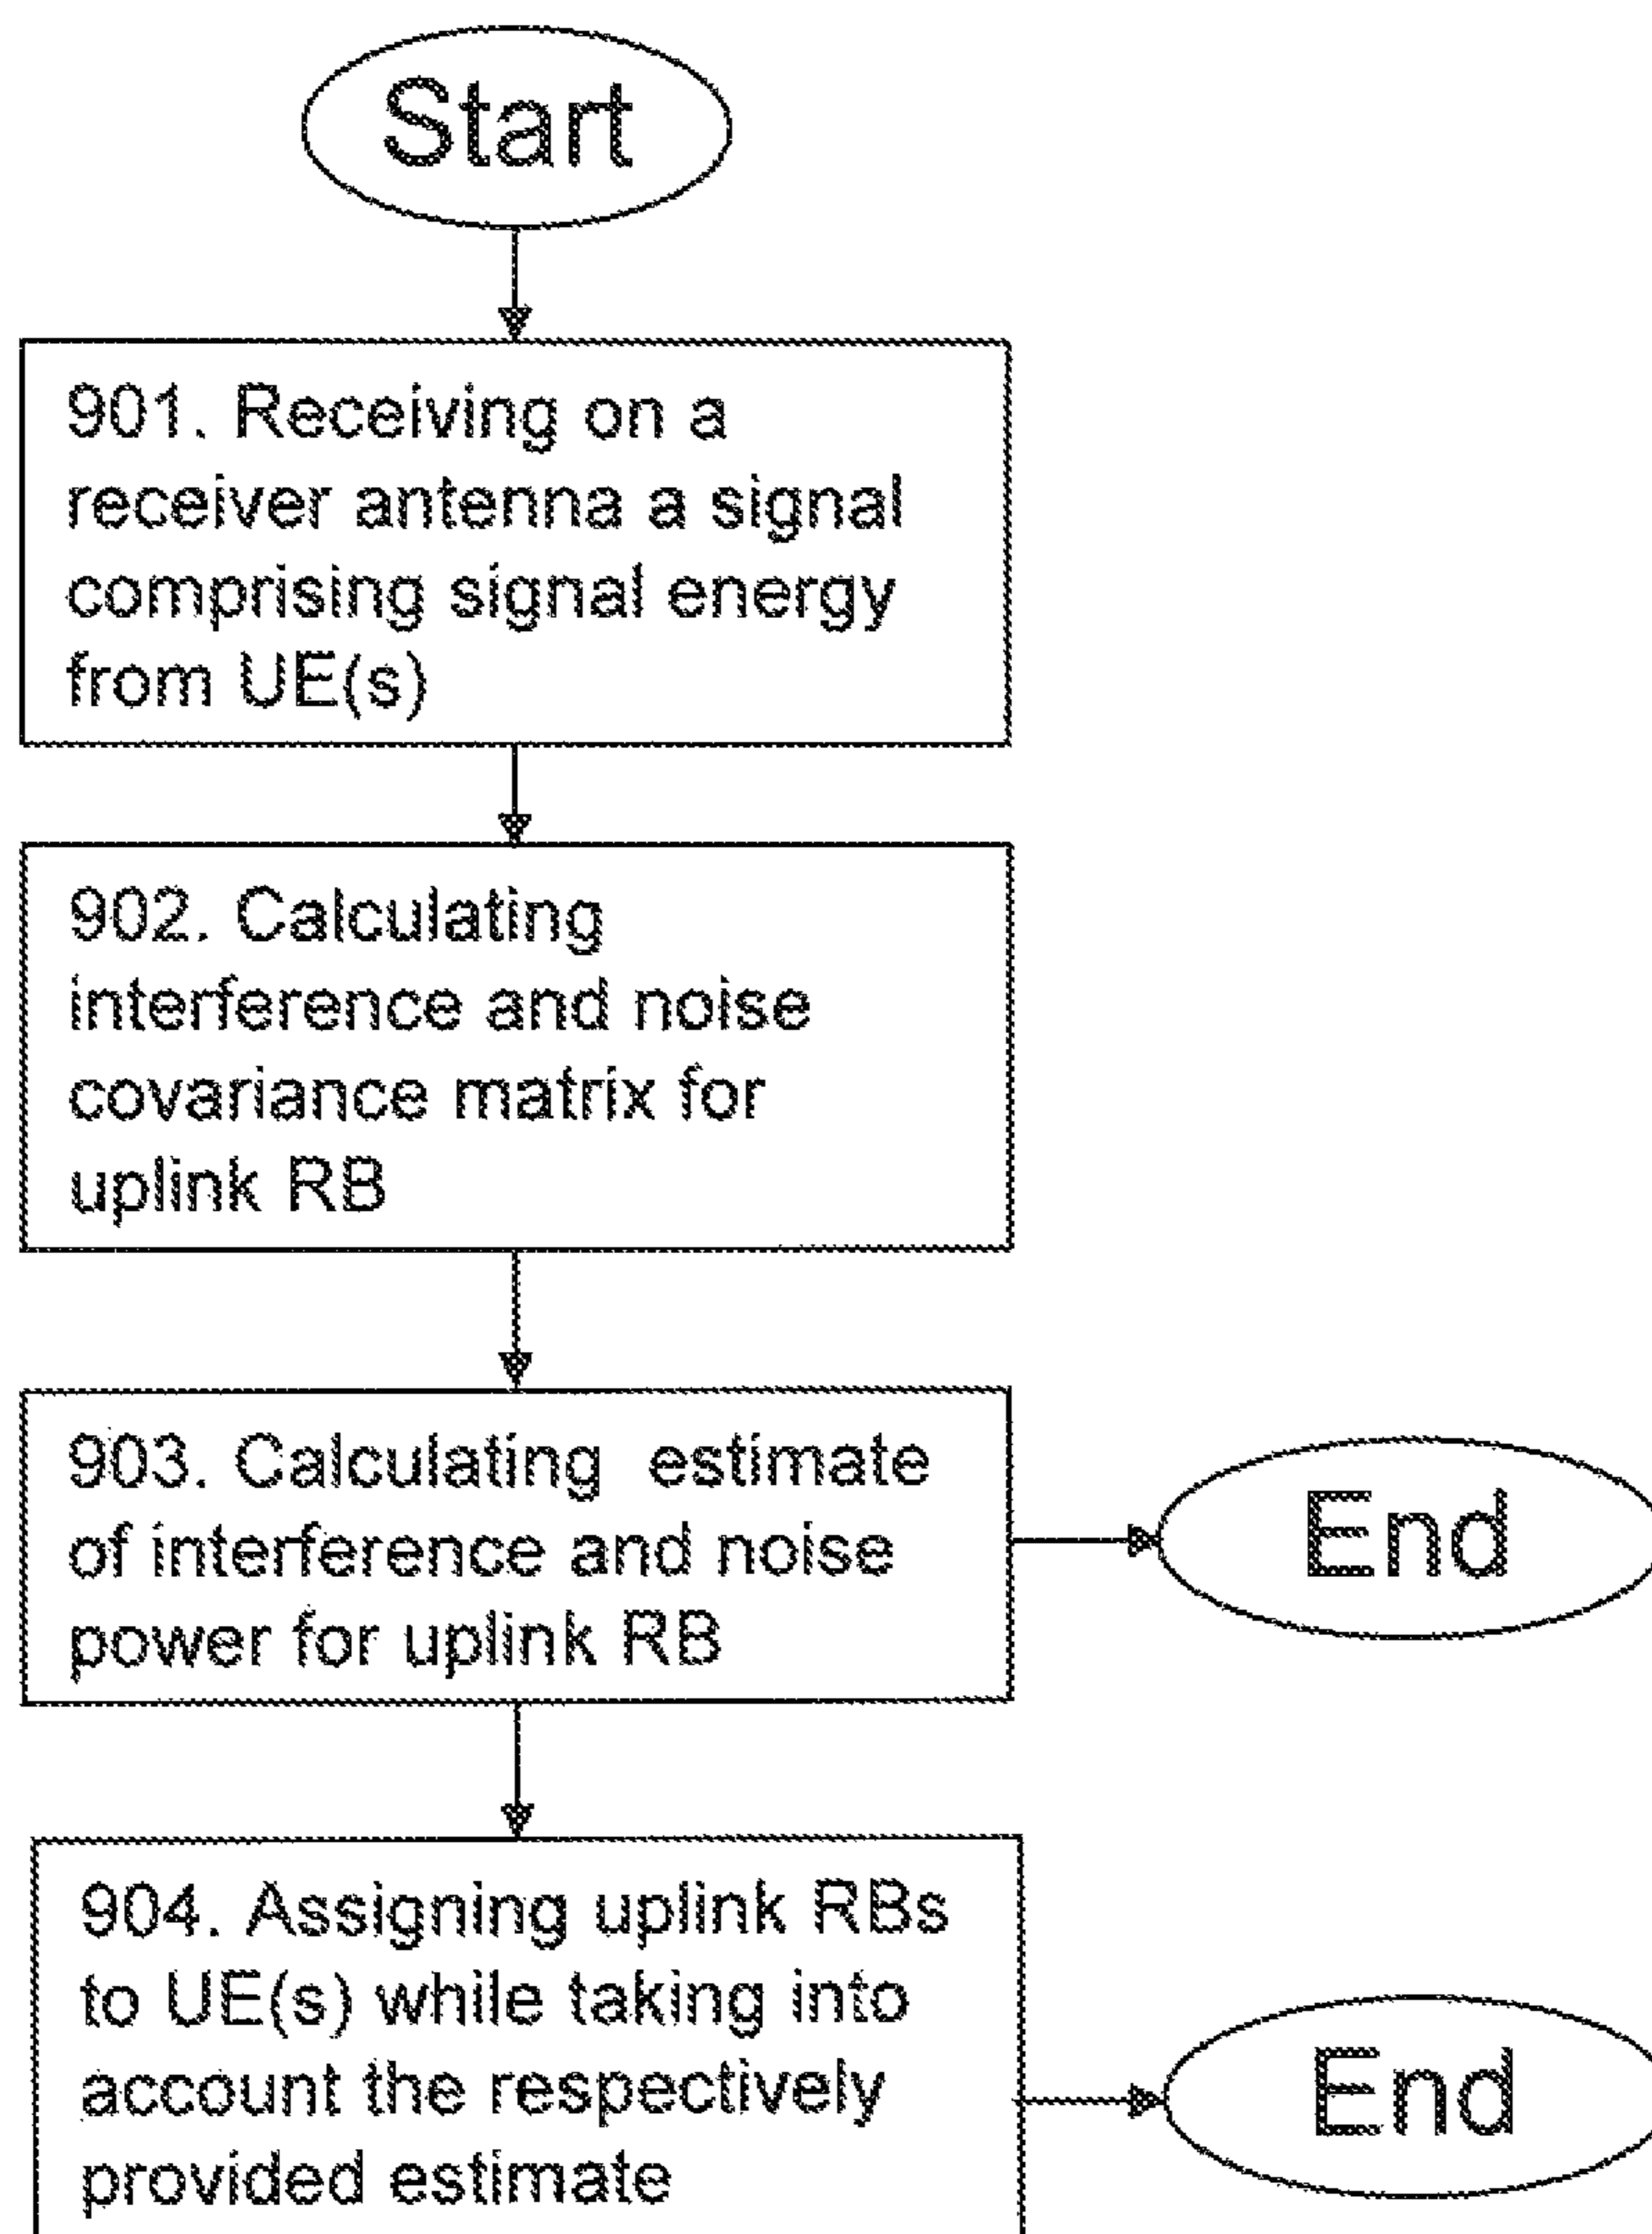 Start
901. Receiving on a
receiver antenna a signal
comprising signal energy
from UE(s)
902. Calculating
interference and noise
covariance matrix for
uplink RB
903. Calculating estimate
of interference and noise
power for uplink RB
End
904. Assigning uplink RBs
to UE(s) while taking into
account the respectively
provided estimate
End